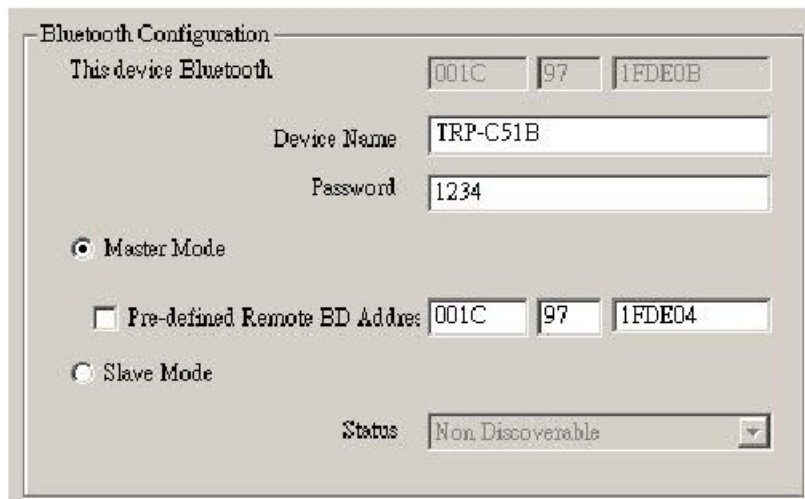 Bluetooth Configuration
This device Bluetooth 001C 97 1FDE0B
Device Name TRP-C51B
Password 1234
Master Mode
Pre-defined Remote BD Addres 001C 97 1FDE04
Slave Mode
Status Non Discoverable